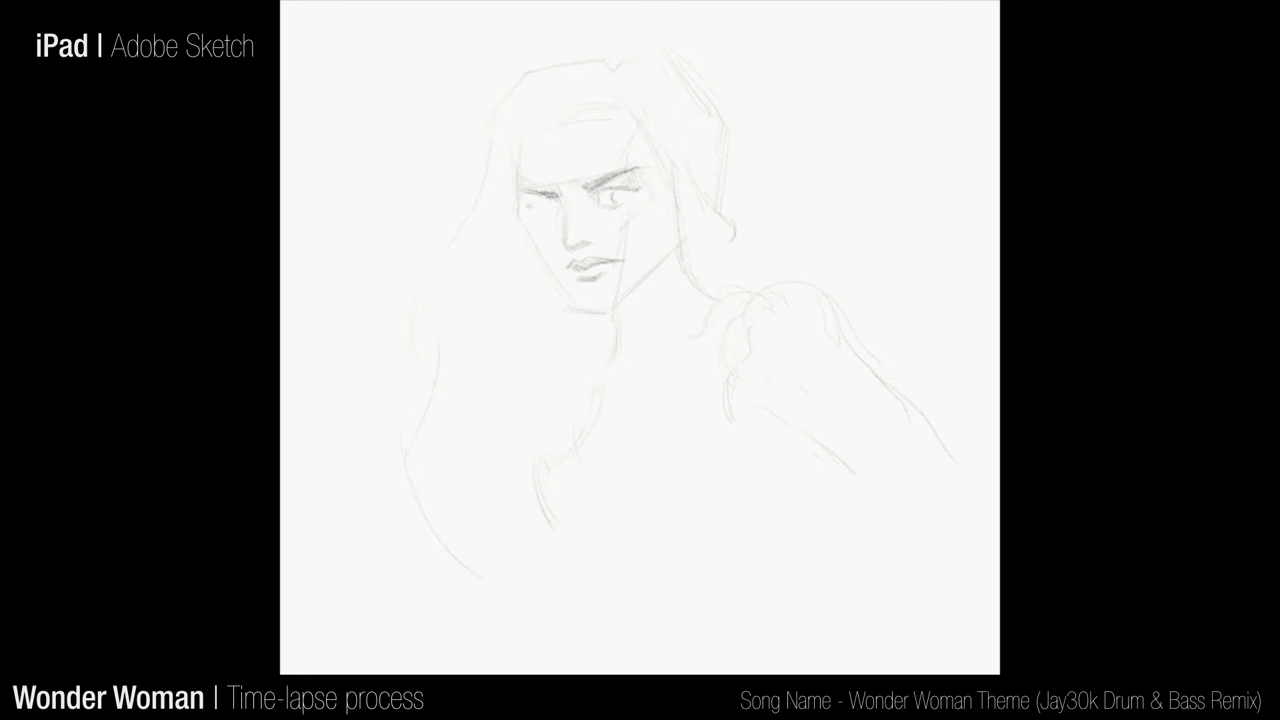 iPad | Adobe Sketch
Wonder Woman | Time-lapse process
Song Name - Wonder Woman Theme (Jay30k Drum & Bass Remix)